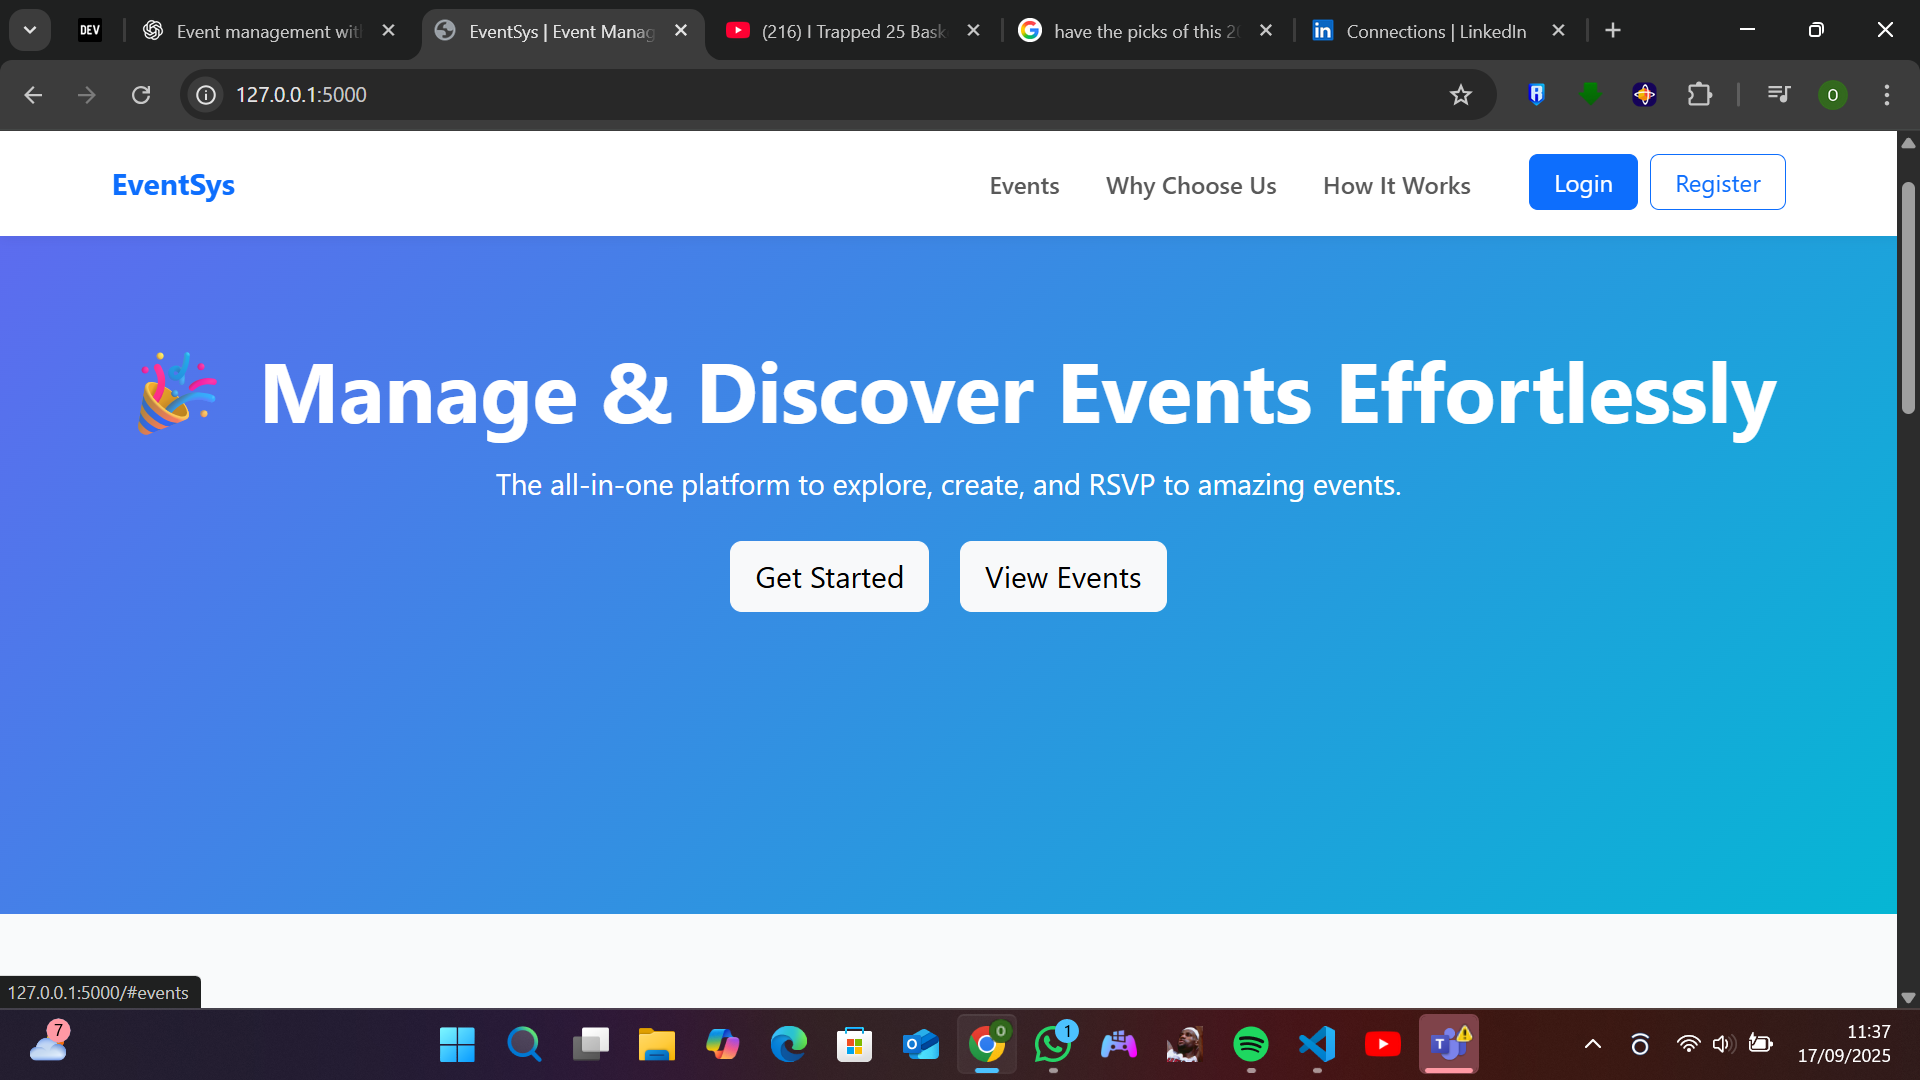 DEV
Event management wit
EventSys | Event Manag
(216) I Trapped 25 Bask
have the picks of this 20
Connections | LinkedIn
127.0.0.1:5000
O
EventSys
Events
Why Choose Us
How It Works
Login
Register
Manage & Discover Events Effortlessly
The all-in-one platform to explore, create, and RSVP to amazing events.
Get Started
View Events
127.0.0.1:5000/#events
7
1
11:37
17/09/2025